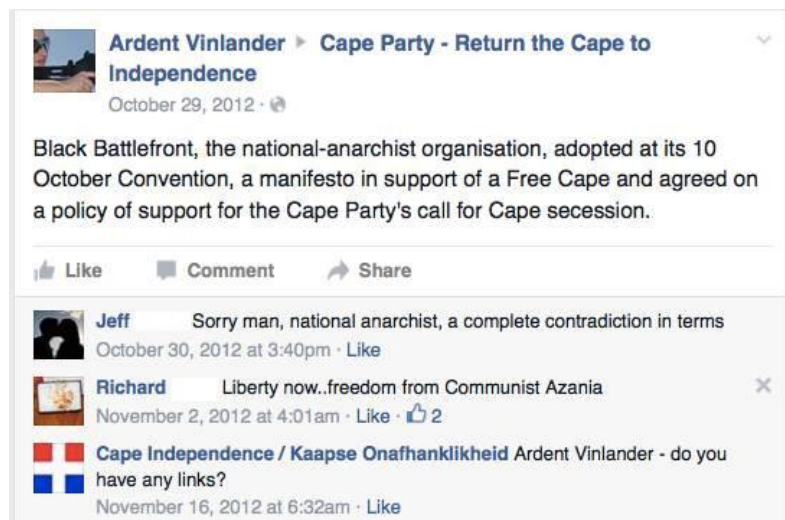 Ardent Vinlander ▸ Cape Party - Return the Cape to
Independence
October 29, 2012 ·
Black Battlefront, the national-anarchist organisation, adopted at its 10
October Convention, a manifesto in support of a Free Cape and agreed on
a policy of support for the Cape Party's call for Cape secession.
Like Comment Share
Jeff Sorry man, national anarchist, a complete contradiction in terms
October 30, 2012 at 3:40pm · Like
Richard Liberty now..freedom from Communist Azania
November 2, 2012 at 4:01am · Like · 2
Cape Independence / Kaapse Onafhanklikheid Ardent Vinlander - do you
have any links?
November 16, 2012 at 6:32am · Like